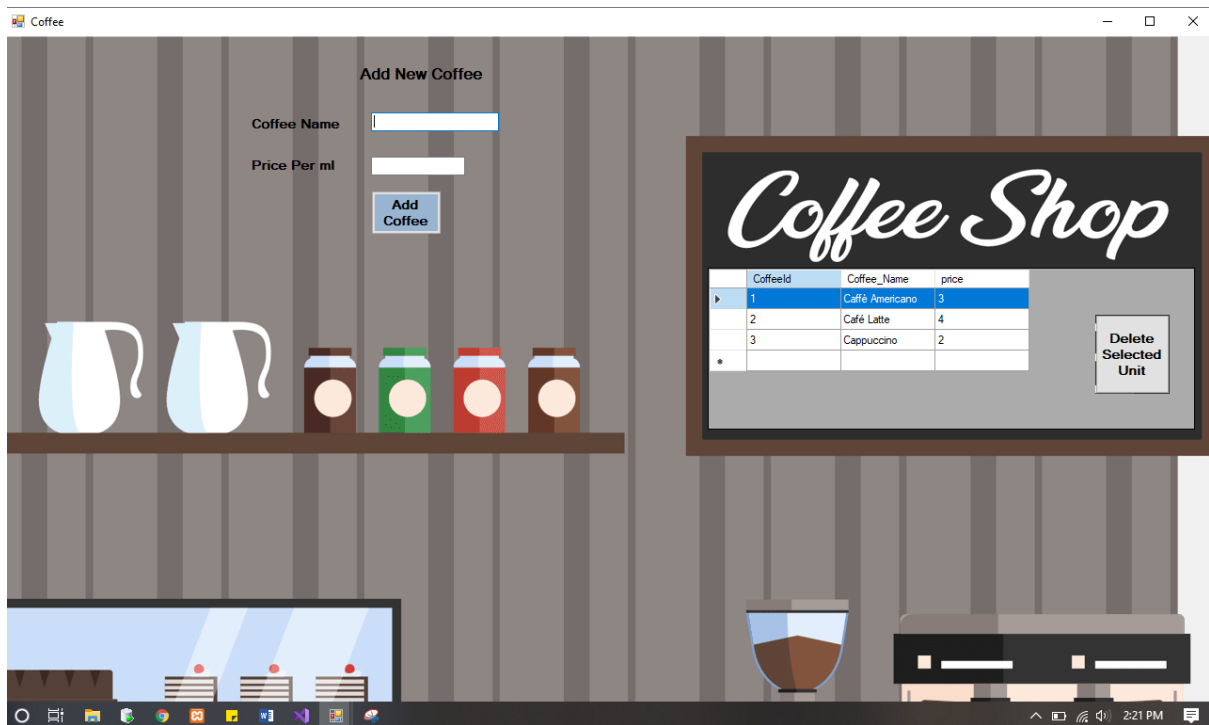 Coffee
Add New Coffee
Coffee Name
Price Per ml
Add
Coffee
Coffee Shop
CoffeeId Coffee_Name price
1 Caffè Americano 3
2 Café Latte 4
3 Cappuccino 2
Delete
Selected
Unit
2:21 PM